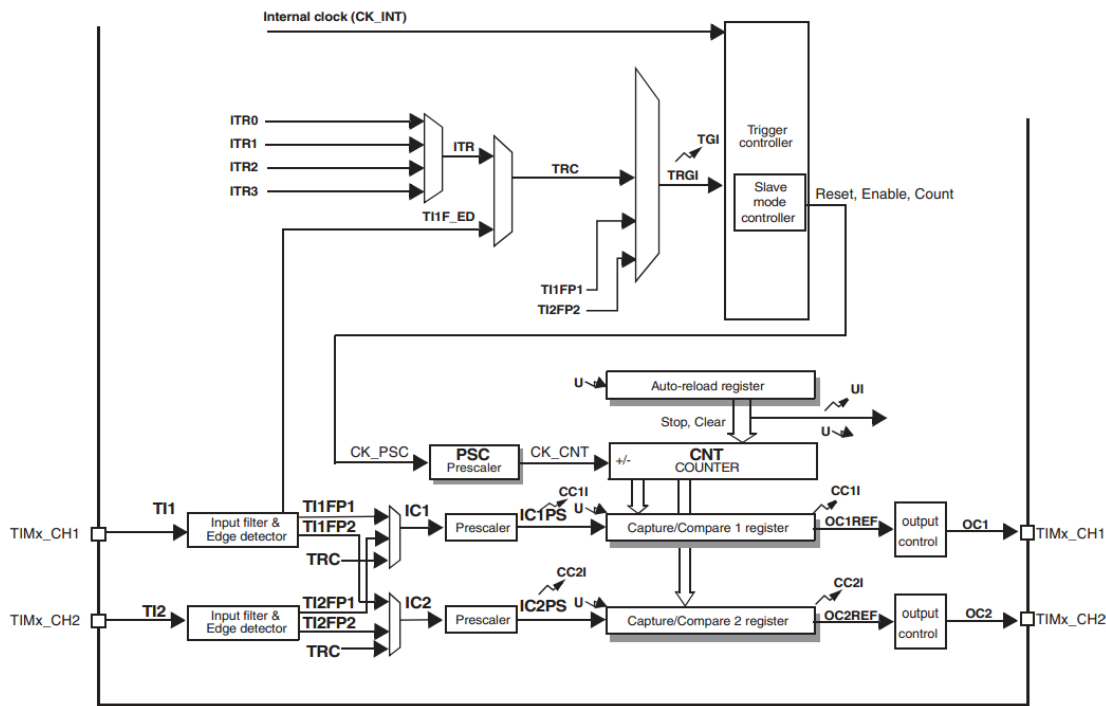 Internal clock (CK_INT)
ITR0
ITR1
ITR2
ITR3
ITR
TI1F_ED
TRC
TI1FP1
TI2FP2
TGI
TRGI
Trigger
controller
Slave
mode
controller
Reset, Enable, Count
U
Auto-reload register
Stop, Clear
UI
U
CK_PSC
PSC
Prescaler
CK_CNT
+/-
CNT
COUNTER
TIMx_CH1
TI1
Input filter &
Edge detector
TI1FP1
TI1FP2
TRC
IC1
Prescaler
CC1I
IC1PS
U
Capture/Compare 1 register
CC1I
OC1REF
output
control
OC1
TIMx_CH1
TIMx_CH2
TI2
Input filter &
Edge detector
TI2FP1
TI2FP2
TRC
IC2
Prescaler
CC2I
IC2PS
U
Capture/Compare 2 register
CC2I
OC2REF
output
control
OC2
TIMx_CH2